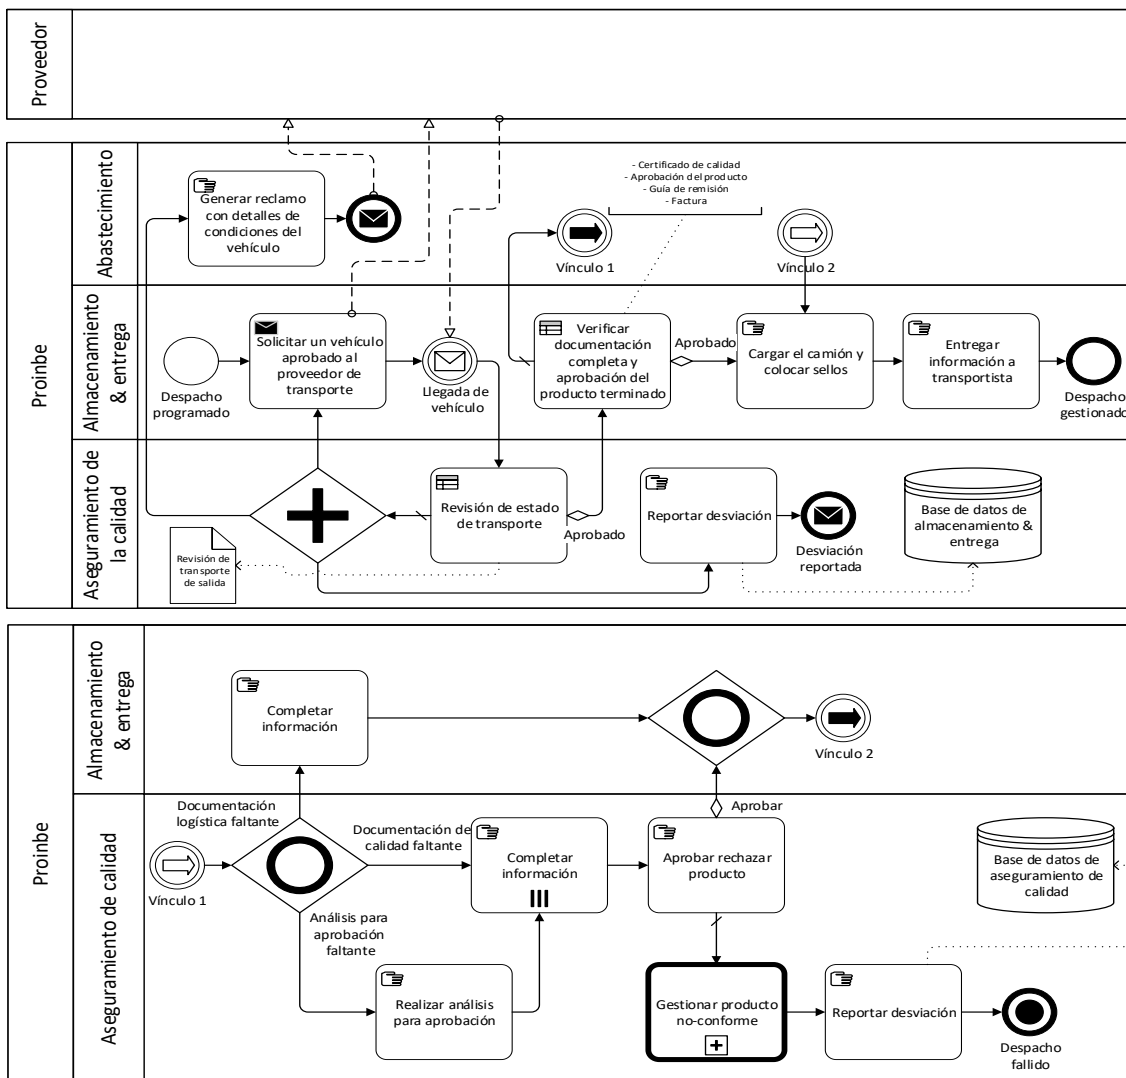 Proveedor
Proinbe
Abastecimiento
Generar reclamo
con detalles de
condiciones del
vehículo
- Certificado de calidad
- Aprobación del producto
- Guía de remisión
- Factura
Vínculo 1
Vínculo 2
Almacenamiento
& entrega
Despacho
programado
Solicitar un vehículo
aprobado al
proveedor de
transporte
Llegada de
vehículo
Verificar
documentación
completa y
aprobación del
producto terminado
Aprobado
Cargar el camión y
colocar sellos
Entregar
información a
transportista
Despacho
gestionado
Aseguramiento de
la calidad
Revisión de
transporte
de salida
Revisión de estado
de transporte
Aprobado
Reportar desviación
Desviación
reportada
Base de datos de
almacenamiento &
entrega
Proinbe
Almacenamiento
& entrega
Completar
información
Vínculo 2
Aseguramiento de calidad
Vínculo 1
Documentación
logística faltante
Documentación de
calidad faltante
Análisis para
aprobación
faltante
Completar
información
Realizar análisis
para aprobación
Aprobar
Aprobar rechazar
producto
Gestionar producto
no-conforme
Reportar desviación
Base de datos de
aseguramiento de
calidad
Despacho
fallido